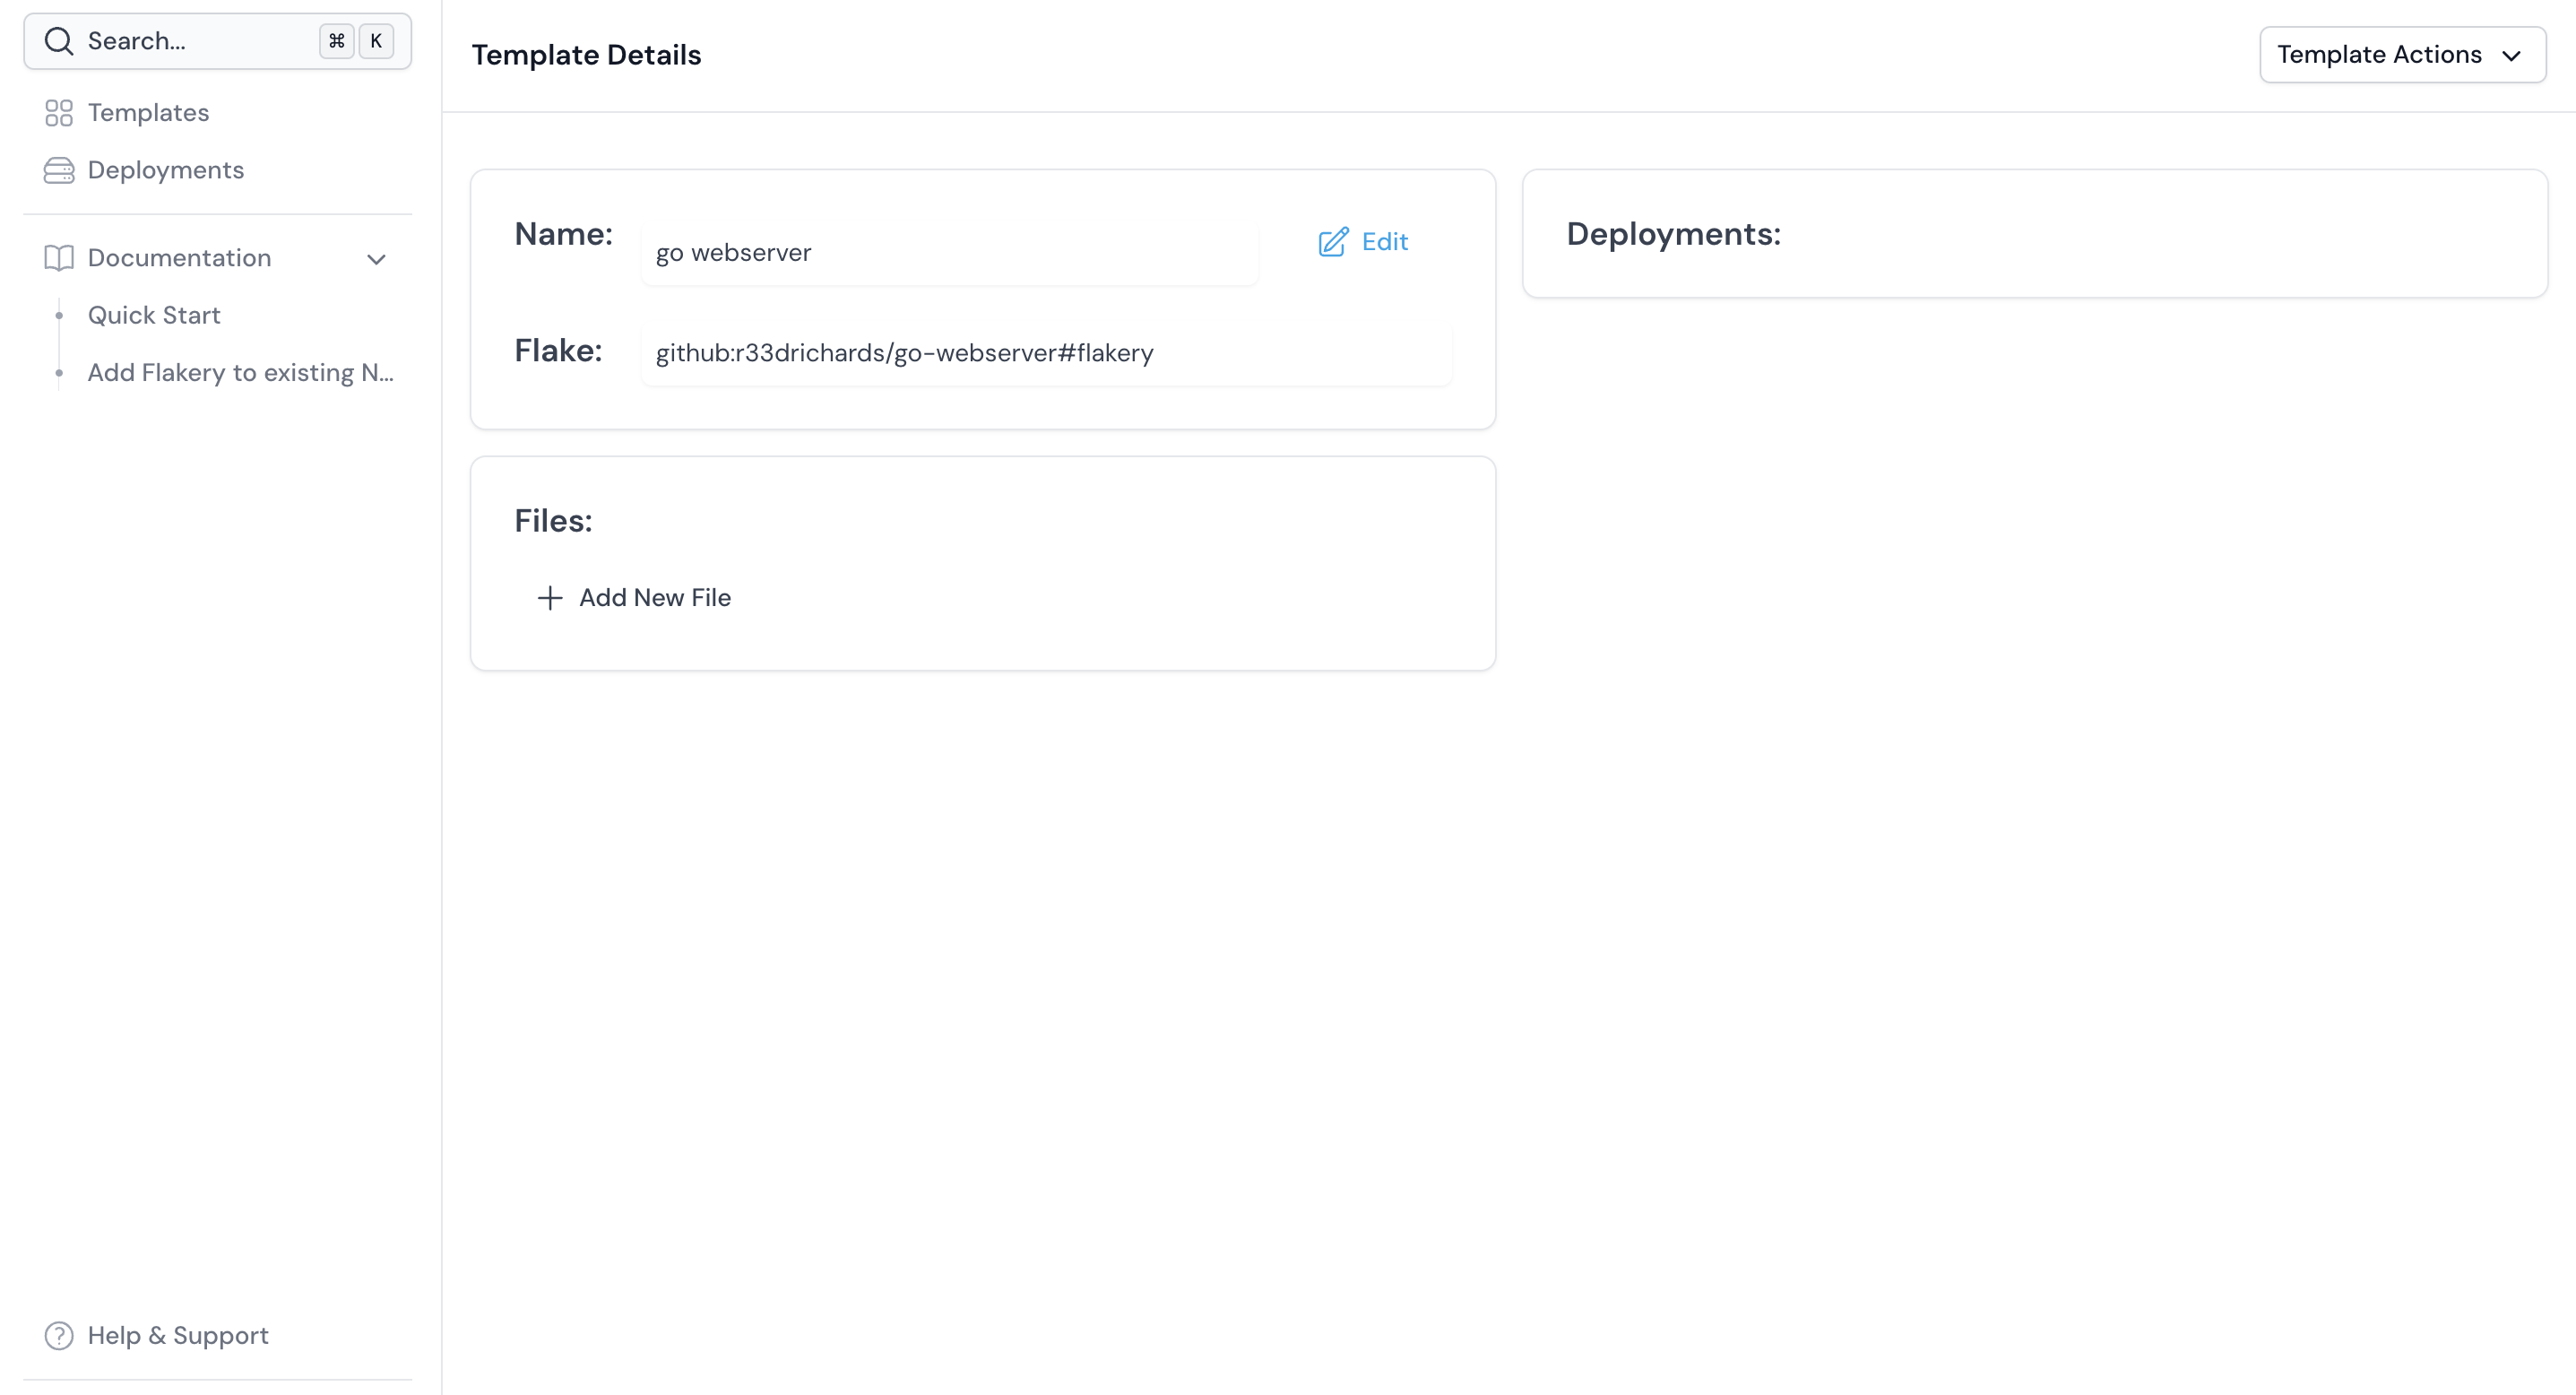 Search...
⌘ K
Templates
Deployments
Documentation
Quick Start
Add Flakery to existing N...
Help & Support
Template Details
Template Actions
Name:
go webserver
Edit
Flake:
github:r33drichards/go-webserver#flakery
Files:
Add New File
Deployments: